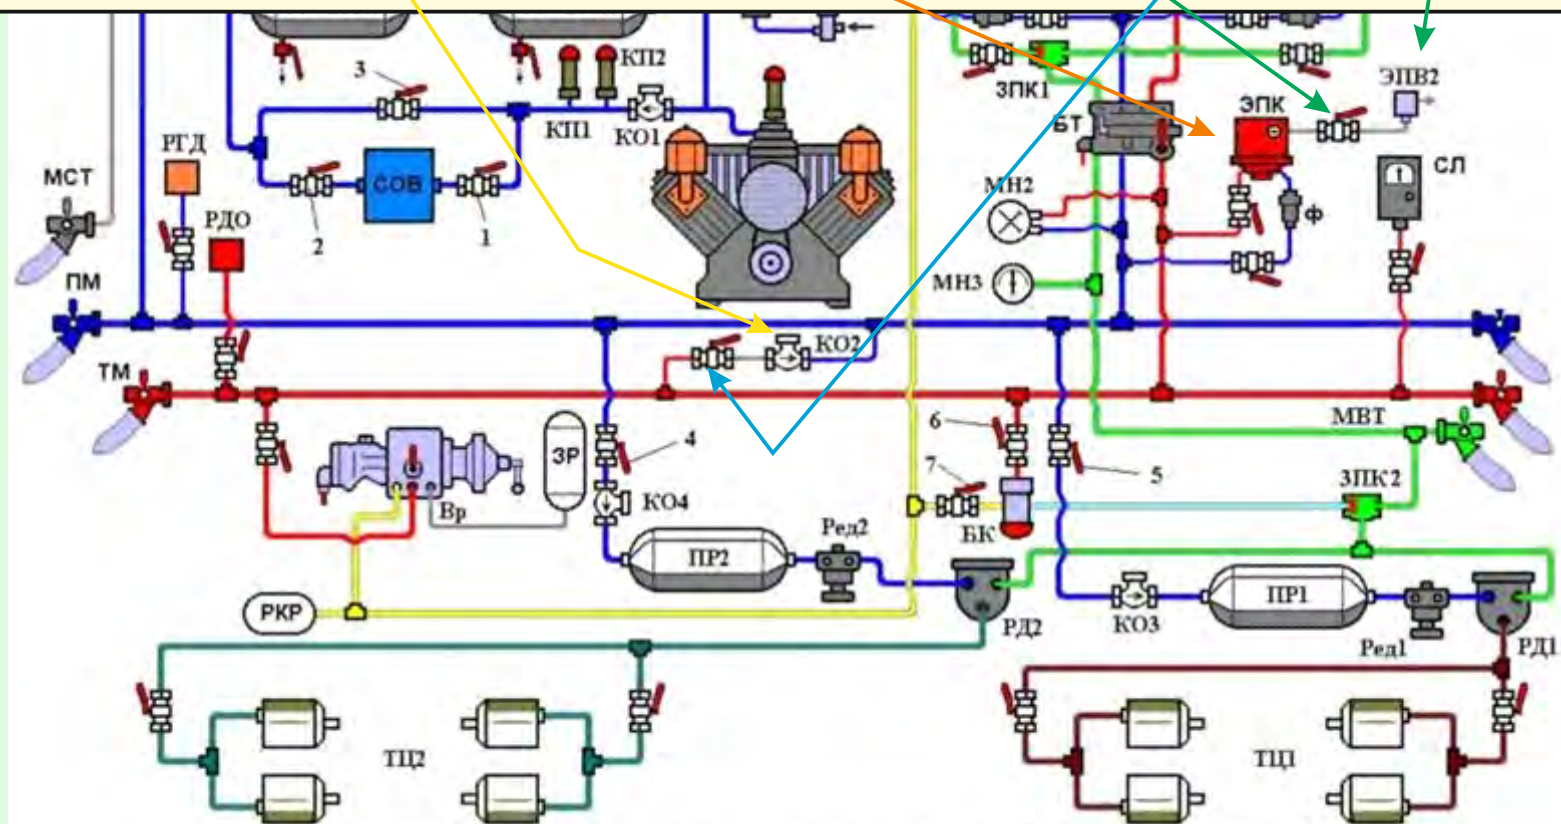 КП2
3
ЭПВ2
ЗПК1
ЭПК
КП1
КО1
БТ
РГД
МСТ
СОВ
СЛ
МН2
РДО
2
1
Ф
ПМ
МН3
КО2
ТМ
МВТ
6
4
ЗР
7
5
ЗПК2
КО4
Вр
Ред2
БК
ПР2
ПР1
РКР
КО3
РД2
Ред1
РД1
ТЦ2
ТЦ1